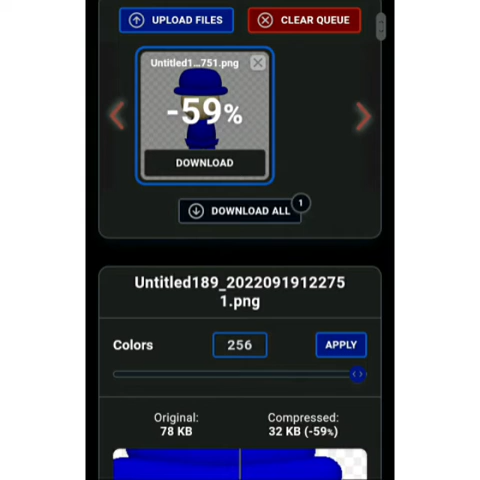 UPLOAD FILES
CLEAR QUEUE
Untitled1...751.png
-59%
DOWNLOAD
DOWNLOAD ALL
1
Untitled189_2022091912275
1.png
Colors
256
APPLY
Original:
78 KB
Compressed:
32 KB (-59%)